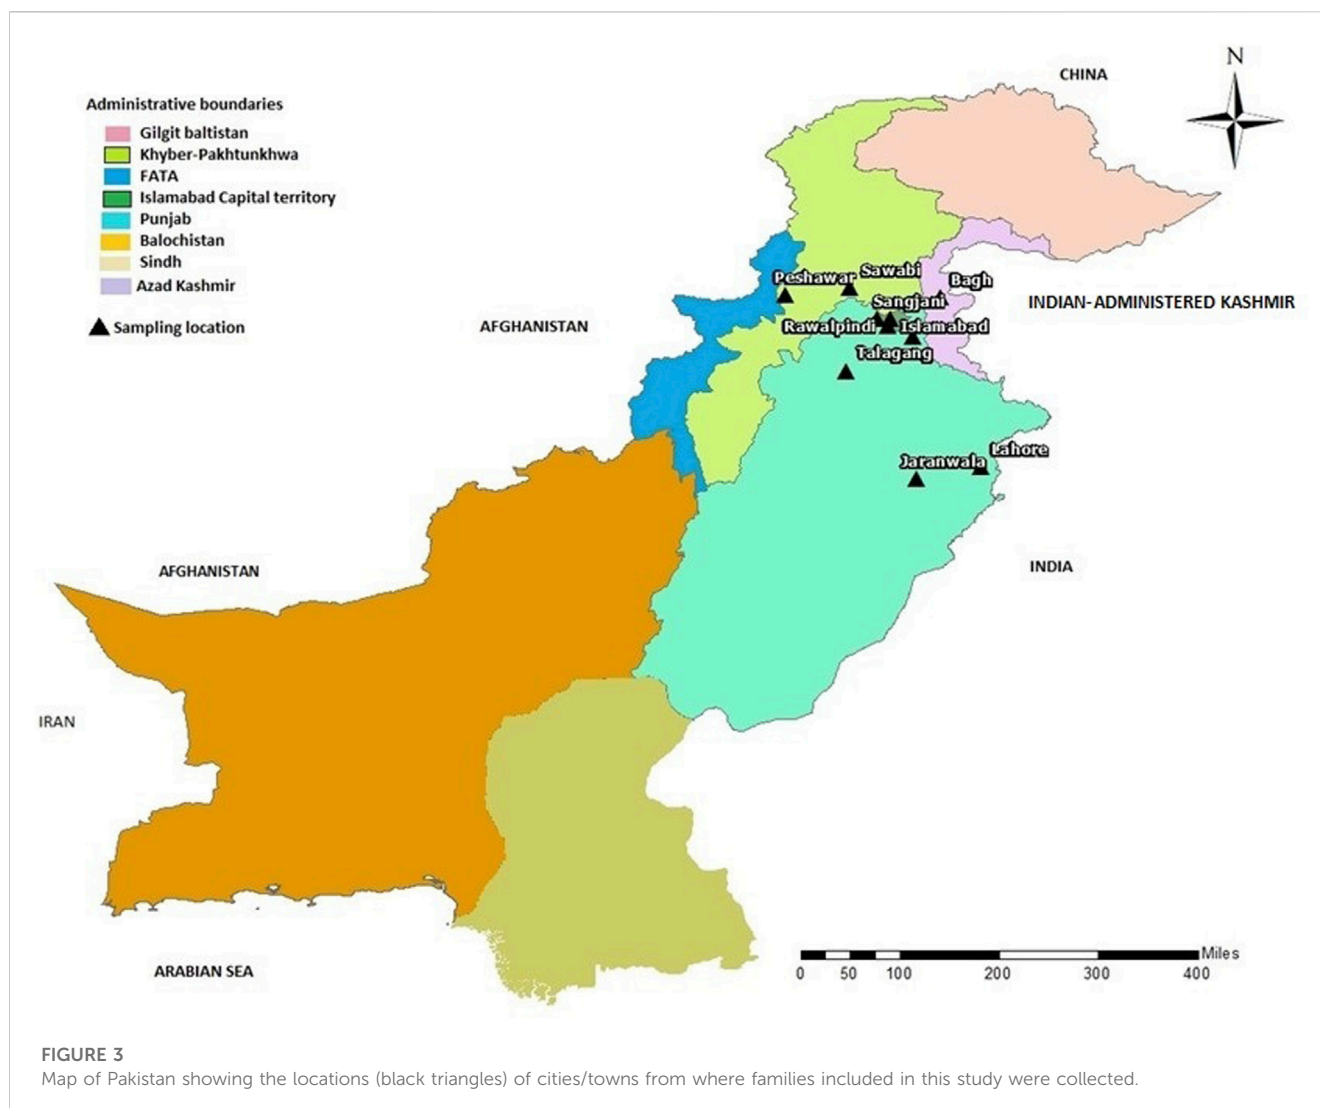 N
CHINA
Administrative boundaries
Gilgit baltistan
Khyber-Pakhtunkhwa
FATA
Islamabad Capital territory
Punjab
Balochistan
Sindh
Azad Kashmir
Sampling location
Peshawar
Sawabi
Bagh
Sangjani
INDIAN-ADMINISTERED KASHMIR
AFGHANISTAN
Rawalpindi
Islamabad
Talagang
Lahore
Jaranwala
AFGHANISTAN
INDIA
IRAN
ARABIAN SEA
Miles
0 50 100 200 300 400
FIGURE 3
Map of Pakistan showing the locations (black triangles) of cities/towns from where families included in this study were collected.